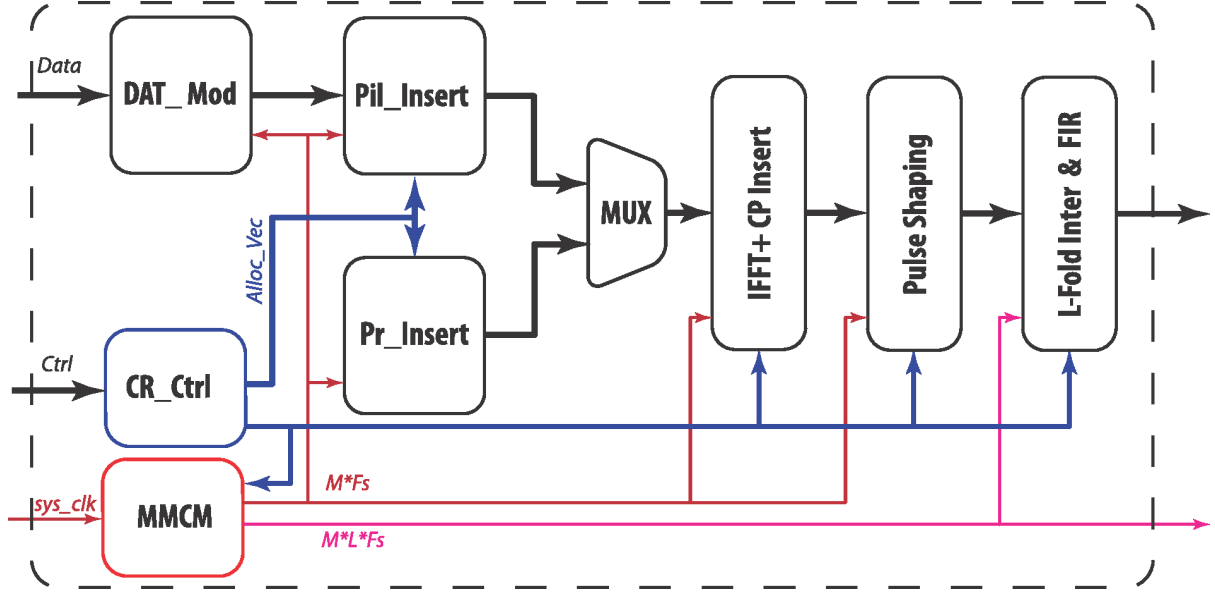 Data
DAT_ Mod
Pil_Insert
MUX
IFFT+ CP Insert
Pulse Shaping
L-Fold Inter & FIR
Alloc_Vec
Pr_Insert
Ctrl
CR_Ctrl
sys_clk
MMCM
M*Fs
M*L*Fs